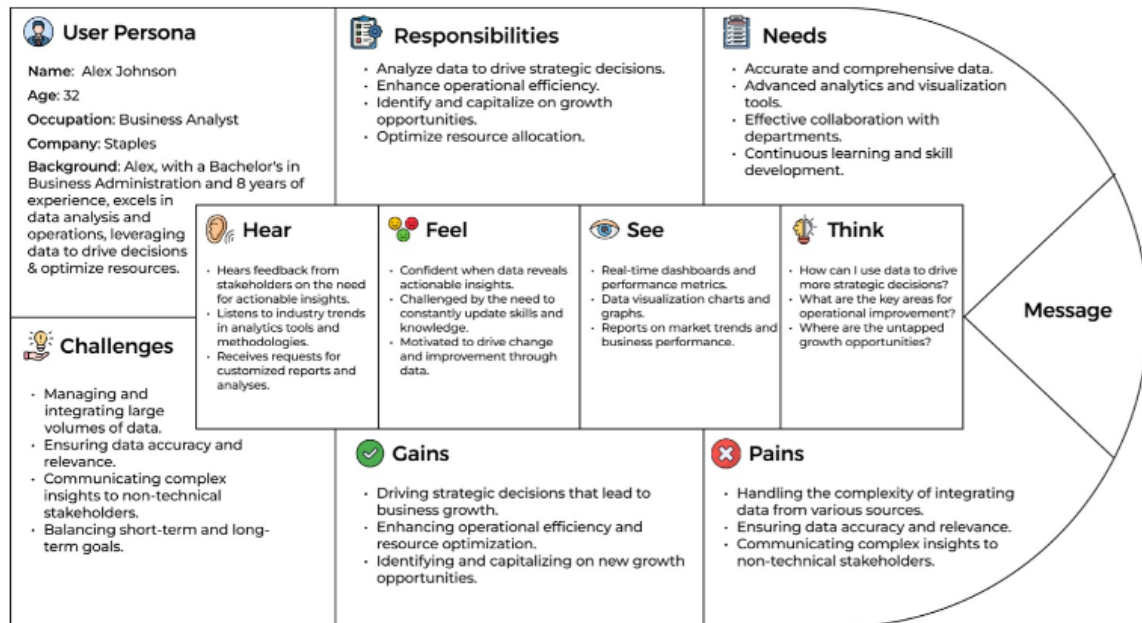 User Persona
Name: Alex Johnson
Age: 32
Occupation: Business Analyst
Company: Staples
Background: Alex, with a Bachelor's in
Business Administration and 8 years of
experience, excels in
data analysis and
operations, leveraging
data to drive decisions
& optimize resources.
Responsibilities
· Analyze data to drive strategic decisions.
· Enhance operational efficiency.
· Identify and capitalize on growth
opportunities.
· Optimize resource allocation.
Needs
· Accurate and comprehensive data.
· Advanced analytics and visualization
tools.
· Effective collaboration with
departments.
· Continuous learning and skill
development.
Hear
· Hears feedback from
stakeholders on the need
for actionable insights.
· Listens to industry trends
in analytics tools and
methodologies.
· Receives requests for
customized reports and
analyses.
Feel
· Confident when data reveals
actionable insights.
· Challenged by the need to
constantly update skills and
knowledge.
· Motivated to drive change
and improvement through
data.
See
· Real-time dashboards and
performance metrics.
· Data visualization charts and
graphs.
· Reports on market trends and
business performance.
Think
· How can I use data to drive
more strategic decisions?
· What are the key areas for
operational improvement?
· Where are the untapped
growth opportunities?
Message
Challenges
· Managing and
integrating large
volumes of data.
· Ensuring data accuracy and
relevance.
· Communicating complex
insights to non-technical
stakeholders.
· Balancing short-term and long-
term goals.
Gains
· Driving strategic decisions that lead to
business growth.
· Enhancing operational efficiency and
resource optimization.
· Identifying and capitalizing on new growth
opportunities.
Pains
· Handling the complexity of integrating
data from various sources.
· Ensuring data accuracy and relevance.
· Communicating complex insights to
non-technical stakeholders.